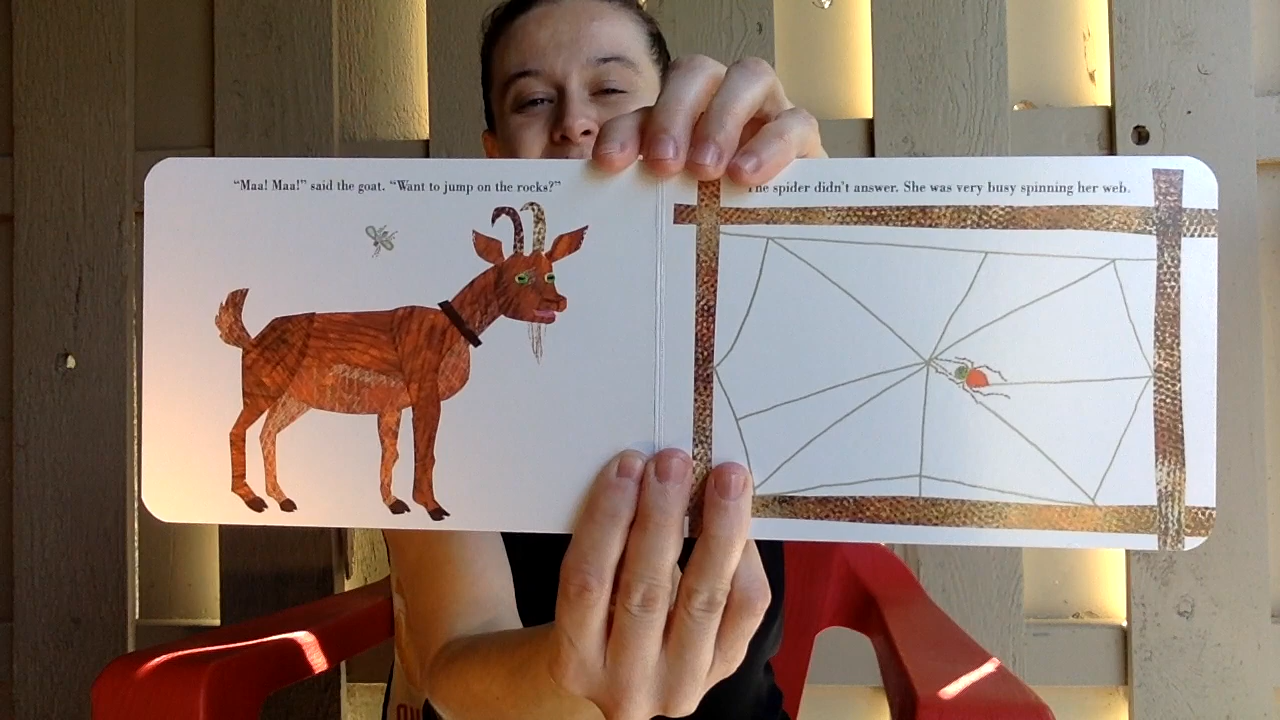 “Maa! Maa!” said the goat. “Want to jump on the rocks?”
spider didn’t answer. She was very busy spinning her web.